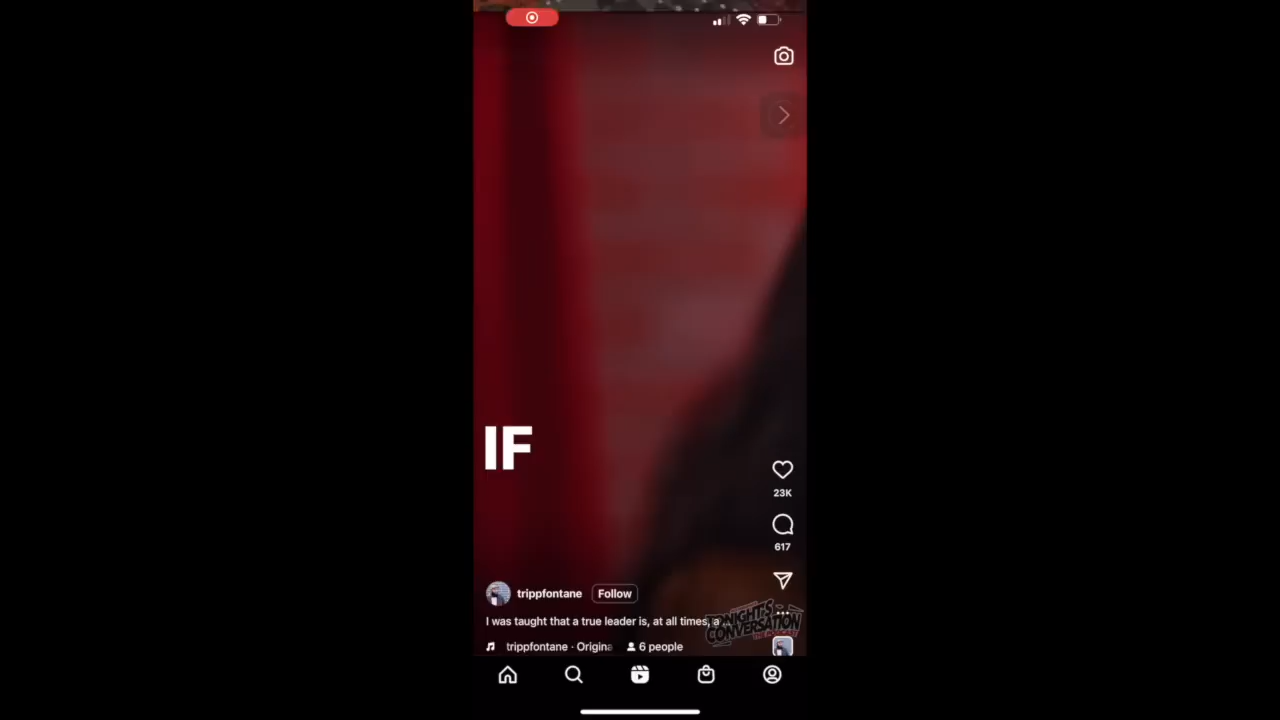 IF
23K
617
trippfontane Follow
I was taught that a true leader is, at all times, a ...
TONIGHT'S
CONVERSATION
trippfontane · Origina 6 people